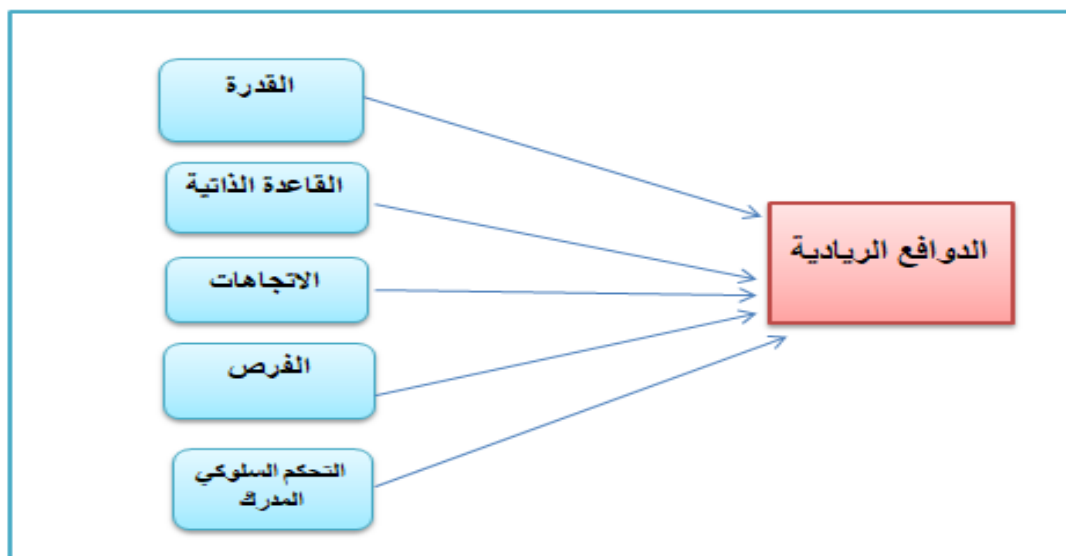 القدرة
القاعدة الذاتية
الاتجاهات
الفرص
التحكم السلوكي
المدرك
الدوافع الريادية